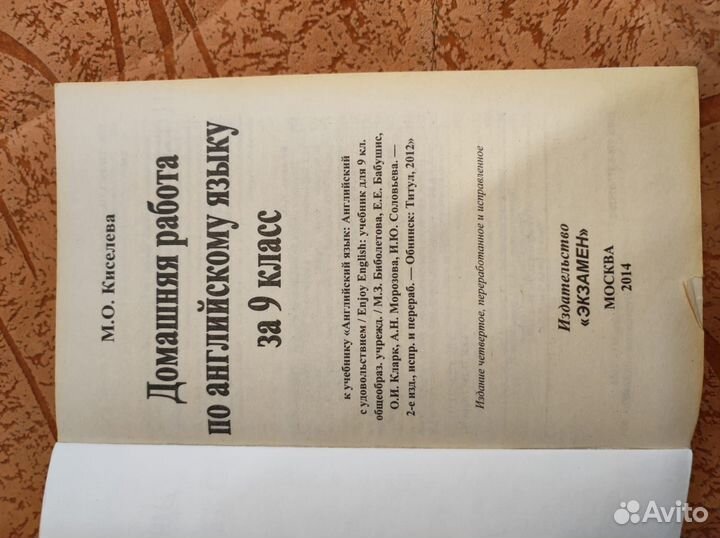 М.О. Киселева
Домашняя работа
по английскому языку
за 9 класс
к учебнику «Английский язык: Английский
с удовольствием / Enjoy English: учебник для 9 кл.
общеобраз. учрежд. / М.З. Биболетова, Е.Е. Бабушис,
О.И. Кларк, А.Н. Морозова, И.Ю. Соловьева. —
2-е изд., испр. и перераб. — Обнинск: Титул, 2012»
Издание четвертое, переработанное и исправленное
Издательство
«ЭКЗАМЕН»
МОСКВА
2014
Avito